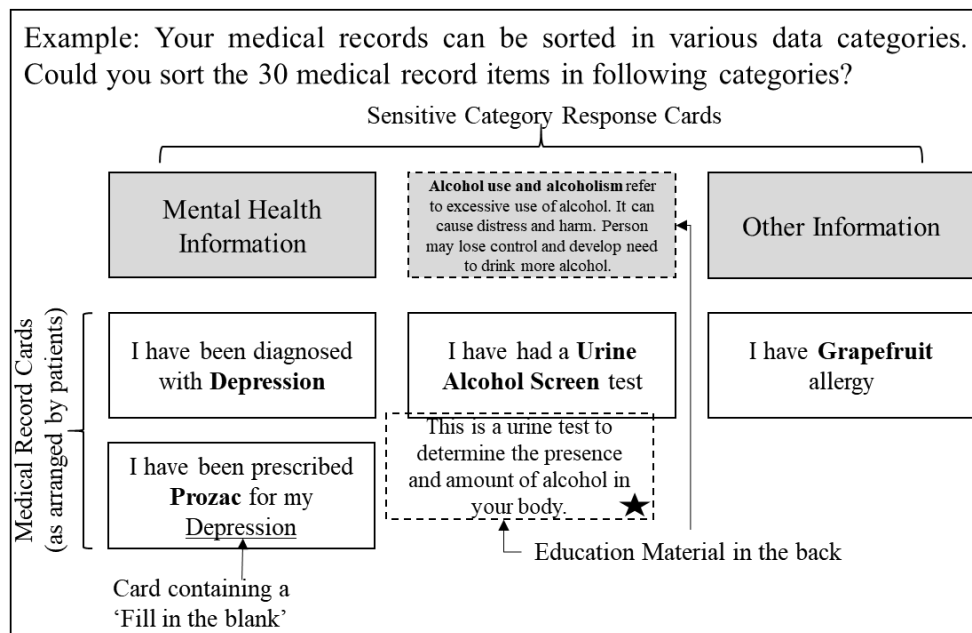 Example: Your medical records can be sorted in various data categories.
Could you sort the 30 medical record items in following categories?
Sensitive Category Response Cards
Mental Health
Information
Alcohol use and alcoholism refer
to excessive use of alcohol. It can
cause distress and harm. Person
may lose control and develop need
to drink more alcohol.
Other Information
Medical Record Cards
(as arranged by patients)
I have been diagnosed
with Depression
I have had a Urine
Alcohol Screen test
I have Grapefruit
allergy
I have been prescribed
Prozac for my
Depression
This is a urine test to
determine the presence
and amount of alcohol in
your body.
Education Material in the back
Card containing a
‘Fill in the blank’